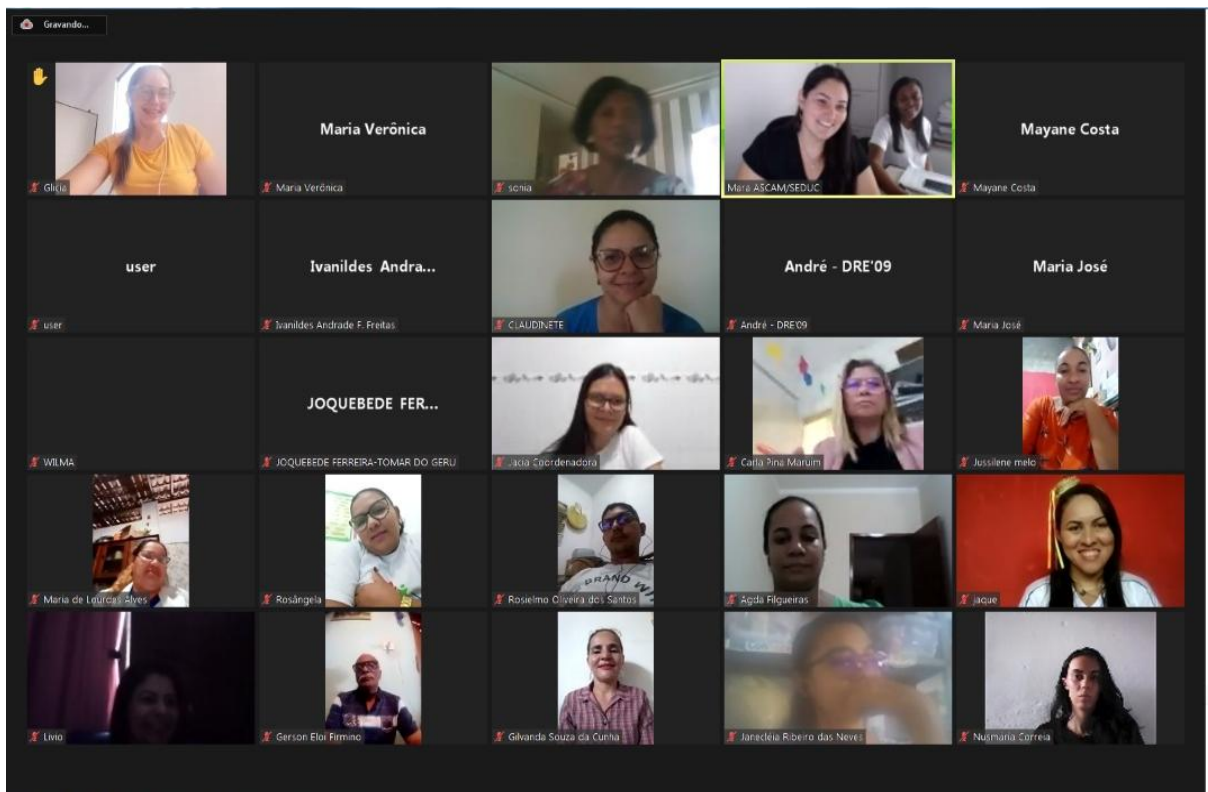 Gravando...
Glicia
Maria Verônica
Maria Verônica
sonia
Mara ASCAM/SEDUC
Mayane Costa
Mayane Costa
user
user
Ivanildes Andra...
Ivanildes Andrade F. Freitas
CLAUDINETE
André - DRE'09
André - DRE'09
Maria José
Maria José
WILMA
JOQUEBEDE FER...
JOQUEBEDE FERREIRA-TOMAR DO GERU
Jacia Coordenadora
Carla Pina Maruim
Jussilene melo
Maria de Lourdes Alves
Rosângela
BRAND
Rosielmo Oliveira dos Santos
Agda Filgueiras
jaque
Livio
Gerson Eloi Firmino
Gilvanda Souza da Cunha
Janecléia Ribeiro das Neves
Nusmaria Correia